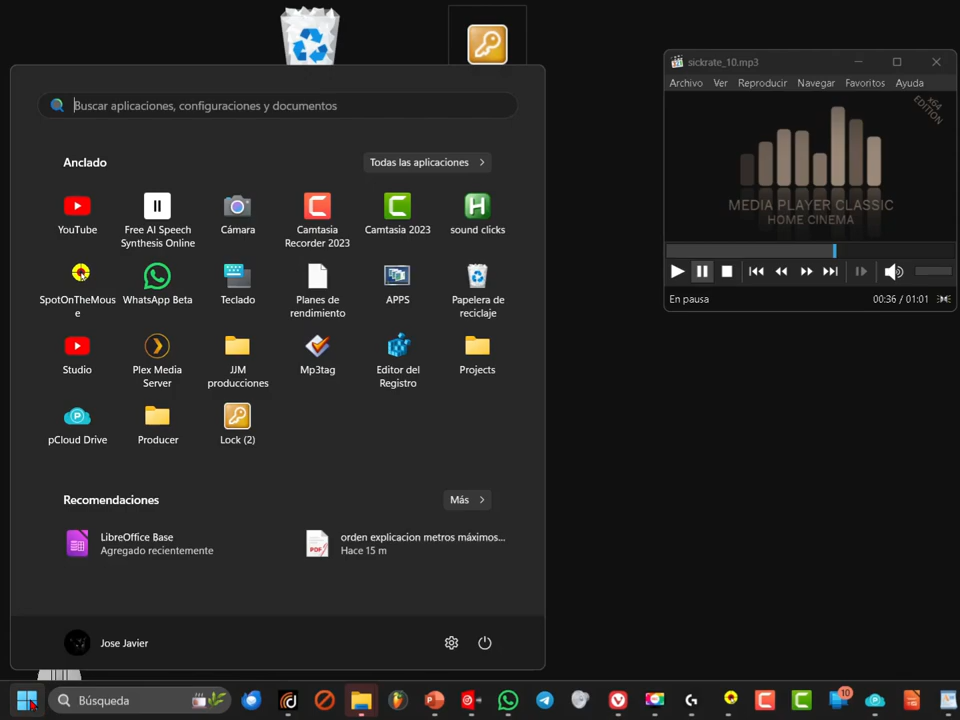 Buscar aplicaciones, configuraciones y documentos
Anclado
Todas las aplicaciones
YouTube
Free AI Speech
Synthesis Online
Cámara
Camtasia
Recorder 2023
Camtasia 2023
sound clicks
SpotOnTheMous
e
WhatsApp Beta
Teclado
Planes de
rendimiento
APPS
Papelera de
reciclaje
Studio
Plex Media
Server
JJM
producciones
Mp3tag
Editor del
Registro
Projects
pCloud Drive
Producer
Lock (2)
Recomendaciones
Más
LibreOffice Base
Agregado recientemente
PDF
orden explicacion metros máximos...
Hace 15 m
Jose Javier
sickrate_10.mp3
Archivo Ver Reproducir Navegar Favoritos Ayuda
x64
EDITION
MEDIA PLAYER CLASSIC
HOME CINEMA
En pausa
00:36 / 01:01
Búsqueda
10